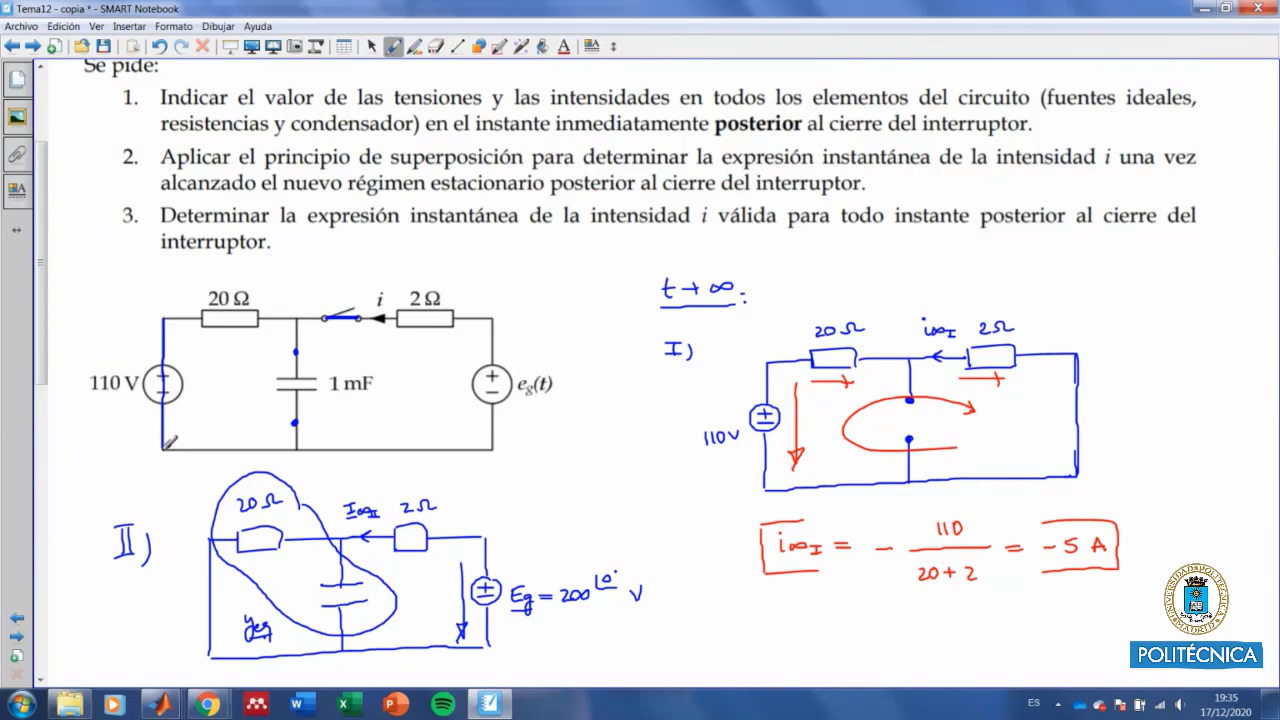 Tema12 - copia * - SMART Notebook
Archivo Edición Ver Insertar Formato Dibujar Ayuda
Se pide:
1. Indicar el valor de las tensiones y las intensidades en todos los elementos del circuito (fuentes ideales,
resistencias y condensador) en el instante inmediatamente posterior al cierre del interruptor.
2. Aplicar el principio de superposición para determinar la expresión instantánea de la intensidad i una vez
alcanzado el nuevo régimen estacionario posterior al cierre del interruptor.
3. Determinar la expresión instantánea de la intensidad i válida para todo instante posterior al cierre del
interruptor.
20 Ω i 2 Ω
110 V 1 mF eg(t)
t → ∞ :
I)
20 Ω i∞I 2 Ω
110 V
II)
20 Ω I∞II 2 Ω
Yeq
Eg = 200 ∠0° V
i∞I = - 110 / (20 + 2) = -5 A
POLITÉCNICA
ES
19:35
17/12/2020